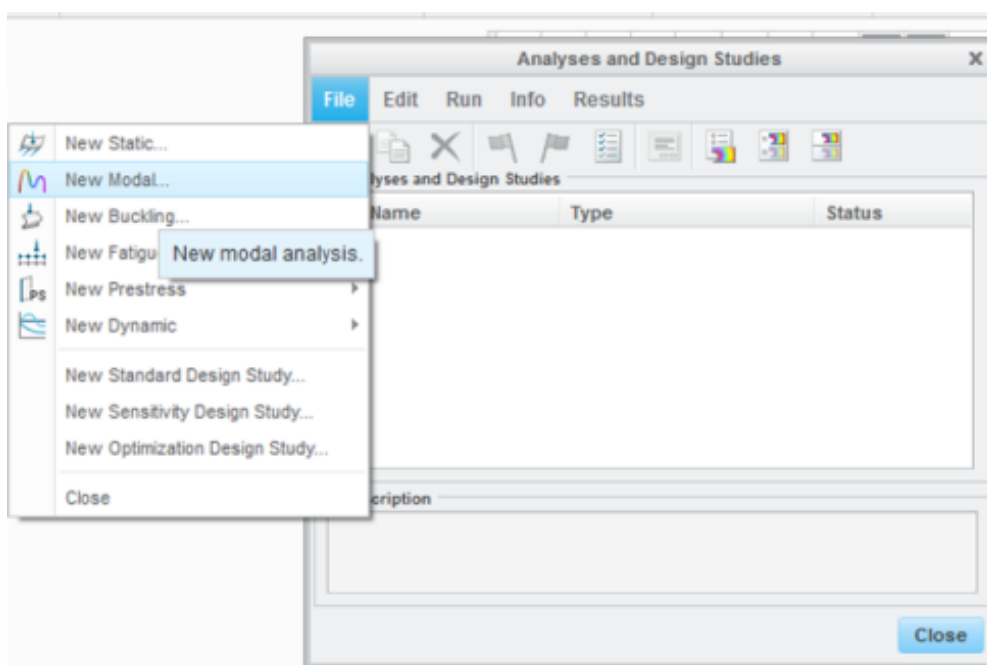 Analyses and Design Studies X
File Edit Run Info Results
New Static...
New Modal...
lyses and Design Studies
New Buckling...
Name Type Status
New Fatigu
New modal analysis.
PS New Prestress
New Dynamic
New Standard Design Study...
New Sensitivity Design Study...
New Optimization Design Study...
Close
cription
Close